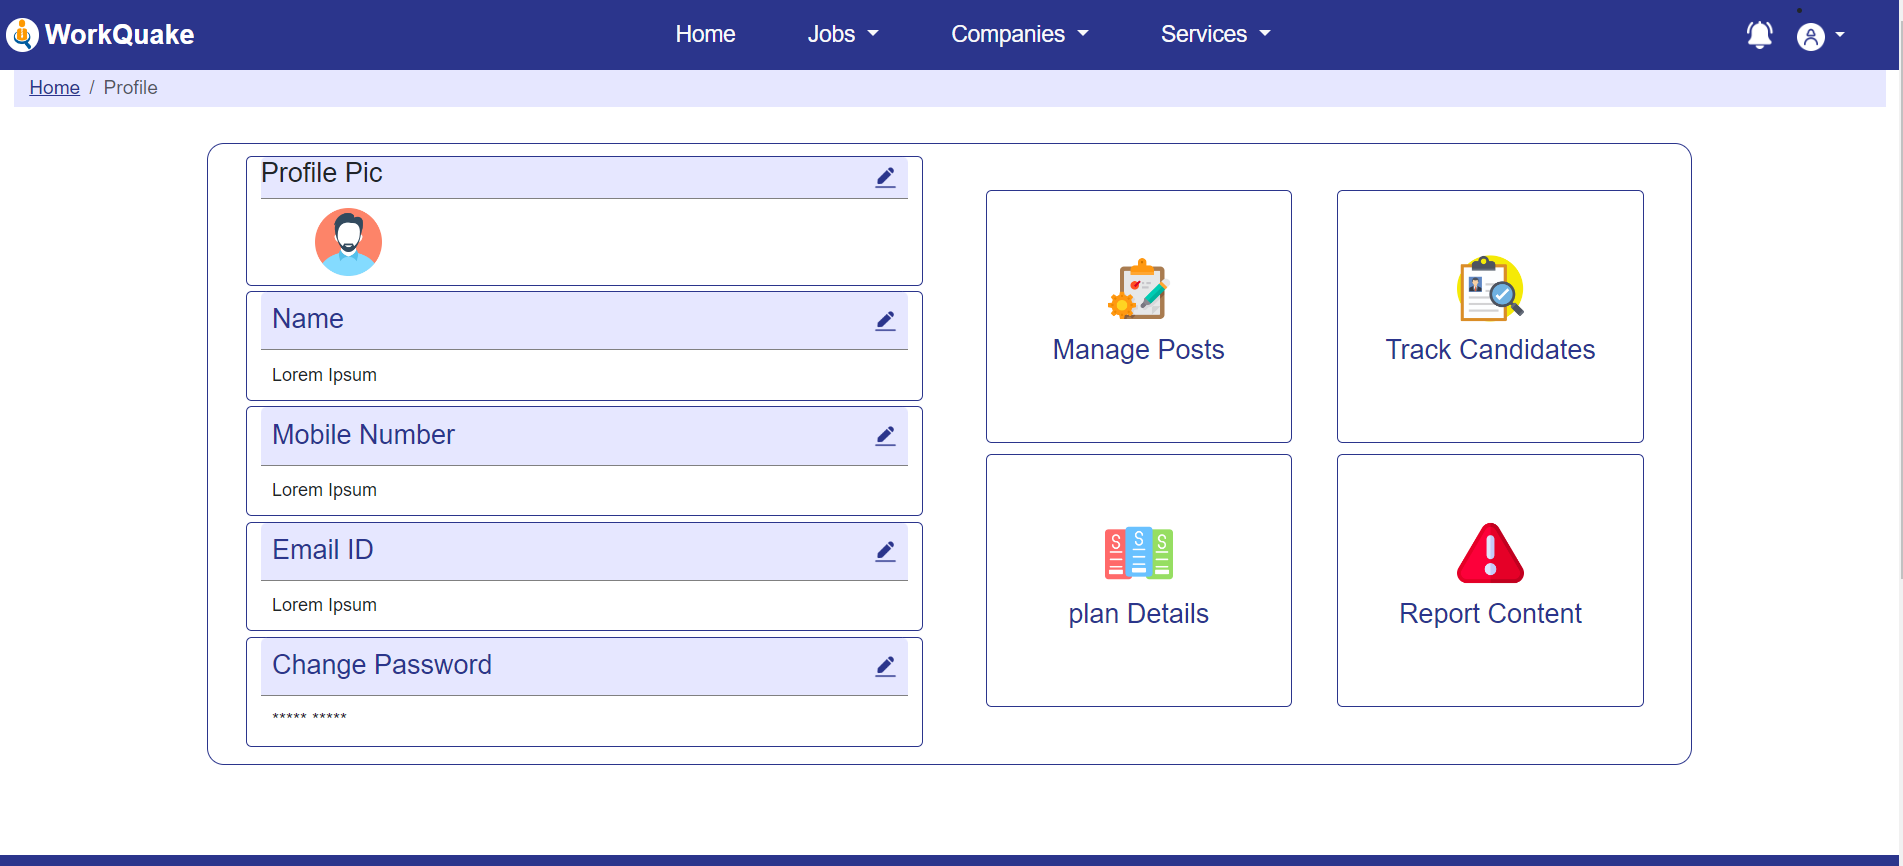 WorkQuake
Home Jobs Companies Services
Home / Profile
Profile Pic
Name
Lorem Ipsum
Mobile Number
Lorem Ipsum
Email ID
Lorem Ipsum
Change Password
***** *****
Manage Posts
Track Candidates
plan Details
Report Content